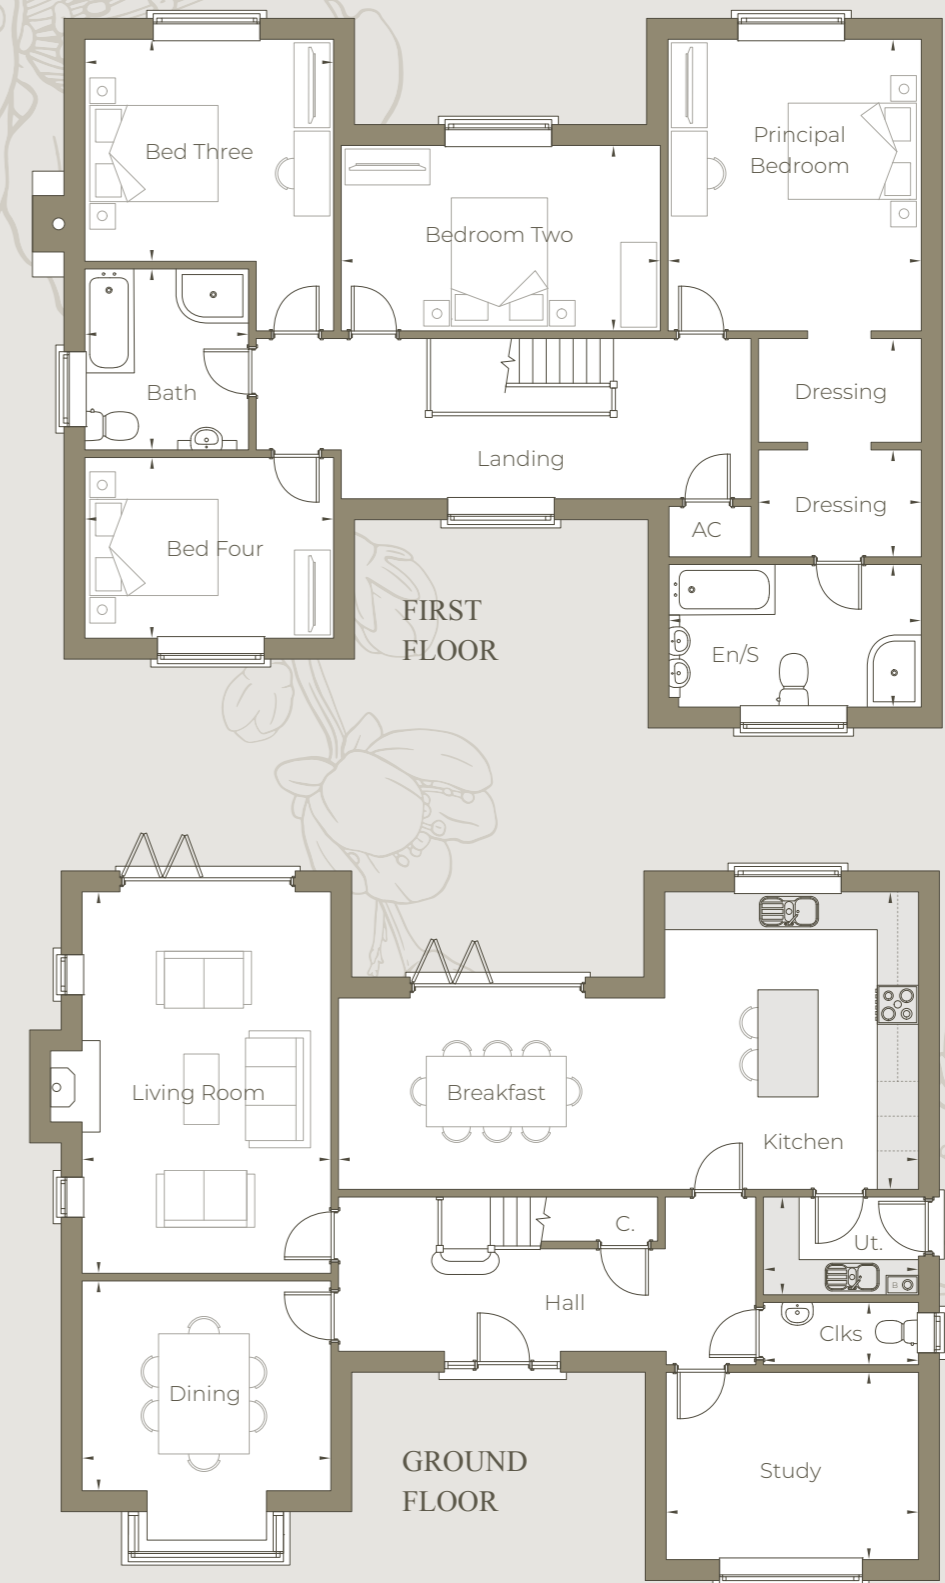 Bed Three
Principal
Bedroom
Bedroom Two
Bath
Dressing
Landing
Dressing
AC
Bed Four
FIRST
FLOOR
En/S
Living Room
Breakfast
Kitchen
C.
Ut.
B
Hall
Clks
Dining
GROUND
FLOOR
Study